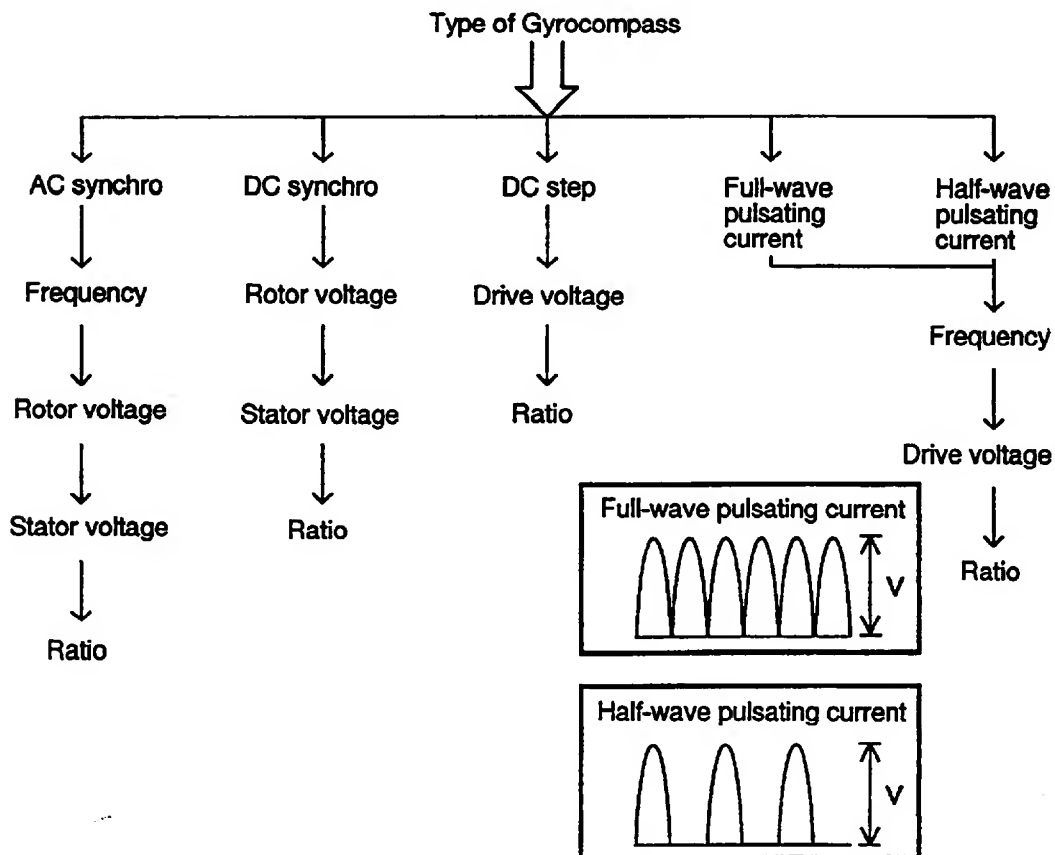 Type of Gyrocompass
AC synchro
DC synchro
DC step
Full-wave
pulsating
current
Half-wave
pulsating
current
Frequency
Rotor voltage
Drive voltage
Frequency
Rotor voltage
Stator voltage
Ratio
Drive voltage
Stator voltage
Ratio
Ratio
Ratio
Full-wave pulsating current
V
Half-wave pulsating current
V